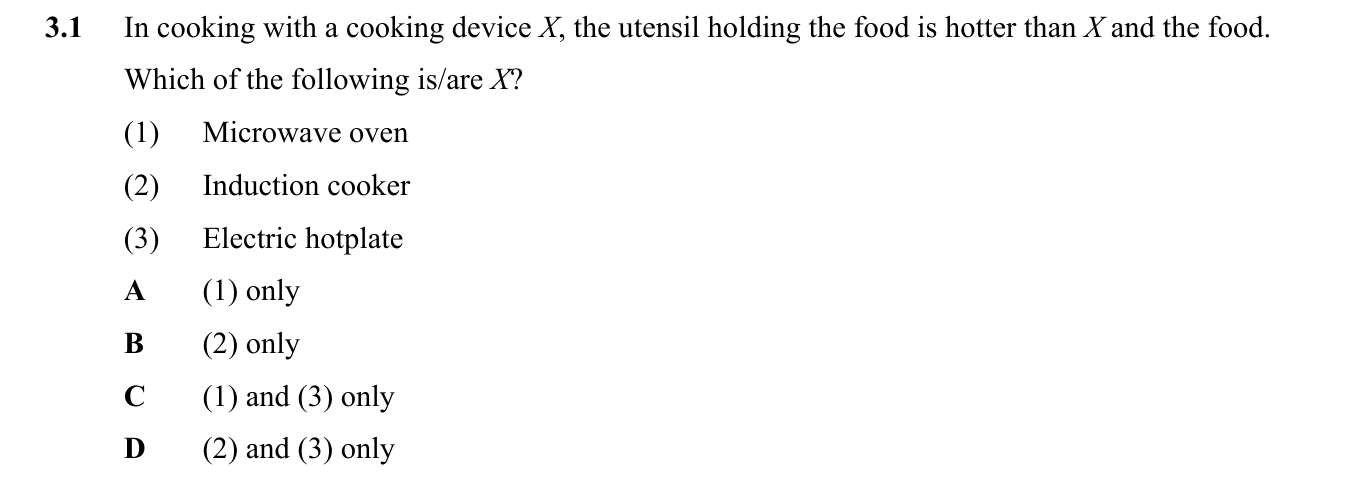 3.1 In cooking with a cooking device X, the utensil holding the food is hotter than X and the food.
Which of the following is/are X?
(1) Microwave oven
(2) Induction cooker
(3) Electric hotplate
A (1) only
B (2) only
C (1) and (3) only
D (2) and (3) only